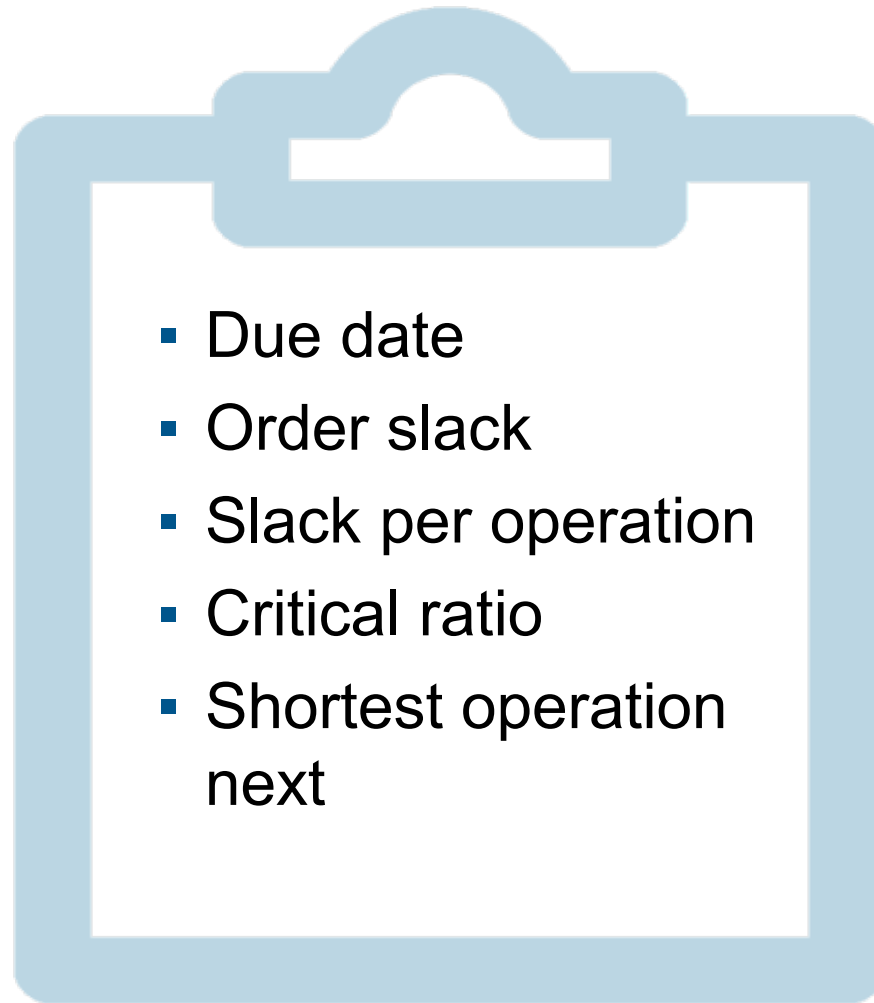 ▪ Due date
▪ Order slack
▪ Slack per operation
▪ Critical ratio
▪ Shortest operation
next